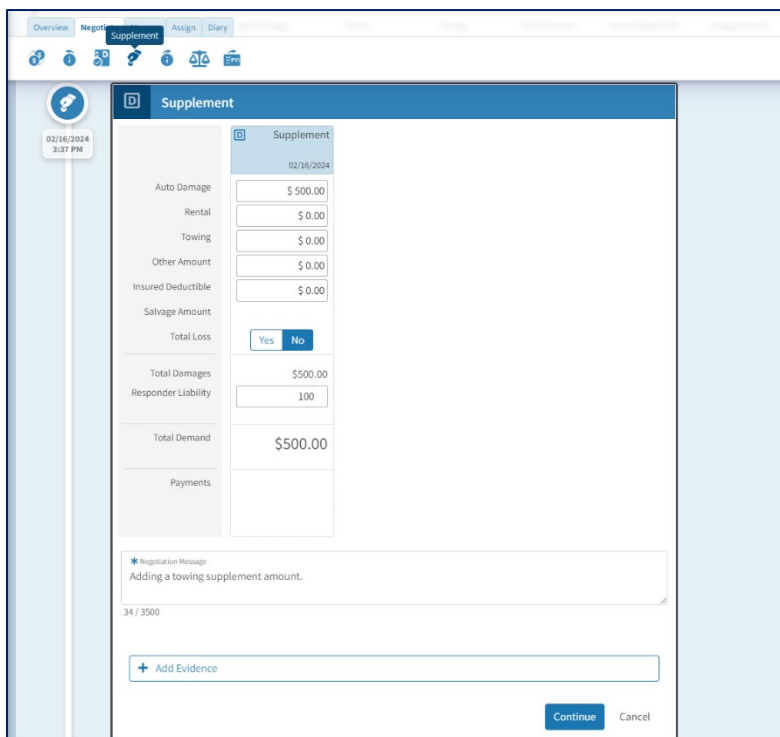 Overview Negotiate Assign Diary
Supplement
02/16/2024
3:37 PM
D Supplement
D Supplement
02/16/2024
Auto Damage $ 500.00
Rental $ 0.00
Towing $ 0.00
Other Amount $ 0.00
Insured Deductible $ 0.00
Salvage Amount
Total Loss Yes No
Total Damages $500.00
Responder Liability 100
Total Demand $500.00
Payments
* Negotiation Message
Adding a towing supplement amount.
34 / 3500
+ Add Evidence
Continue Cancel